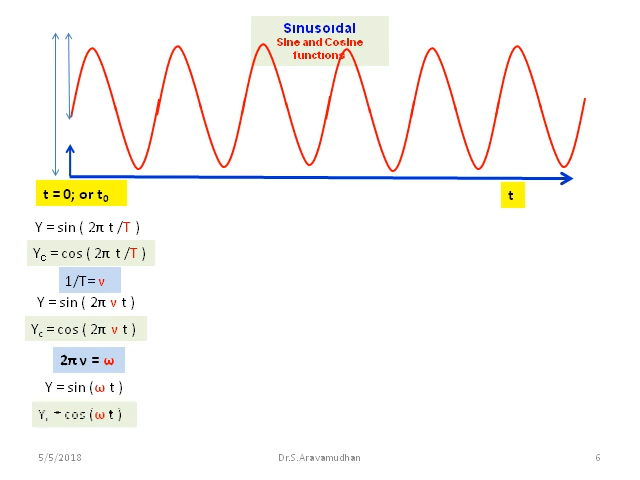 Sinusoidal
Sine and Cosine
functions
t = 0; or t₀
t
Y = sin ( 2π t /T )
Yc = cos ( 2π t /T )
1/T= ν
Y = sin ( 2π ν t )
Yc = cos ( 2π ν t )
2π ν = ω
Y = sin (ω t )
Yc = cos (ω t )
5/5/2018
Dr.S.Aravamudhan
6